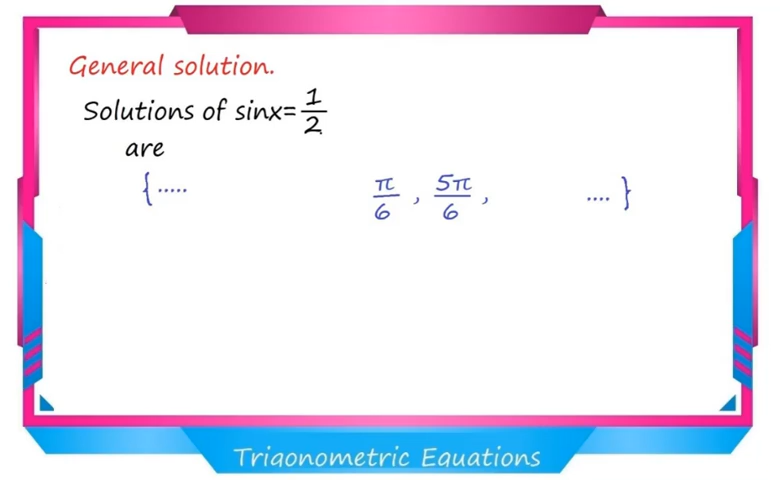 General solution.
Solutions of sinx=1/2
are
{..... π/6 , 5π/6 , .... }
Trigonometric Equations